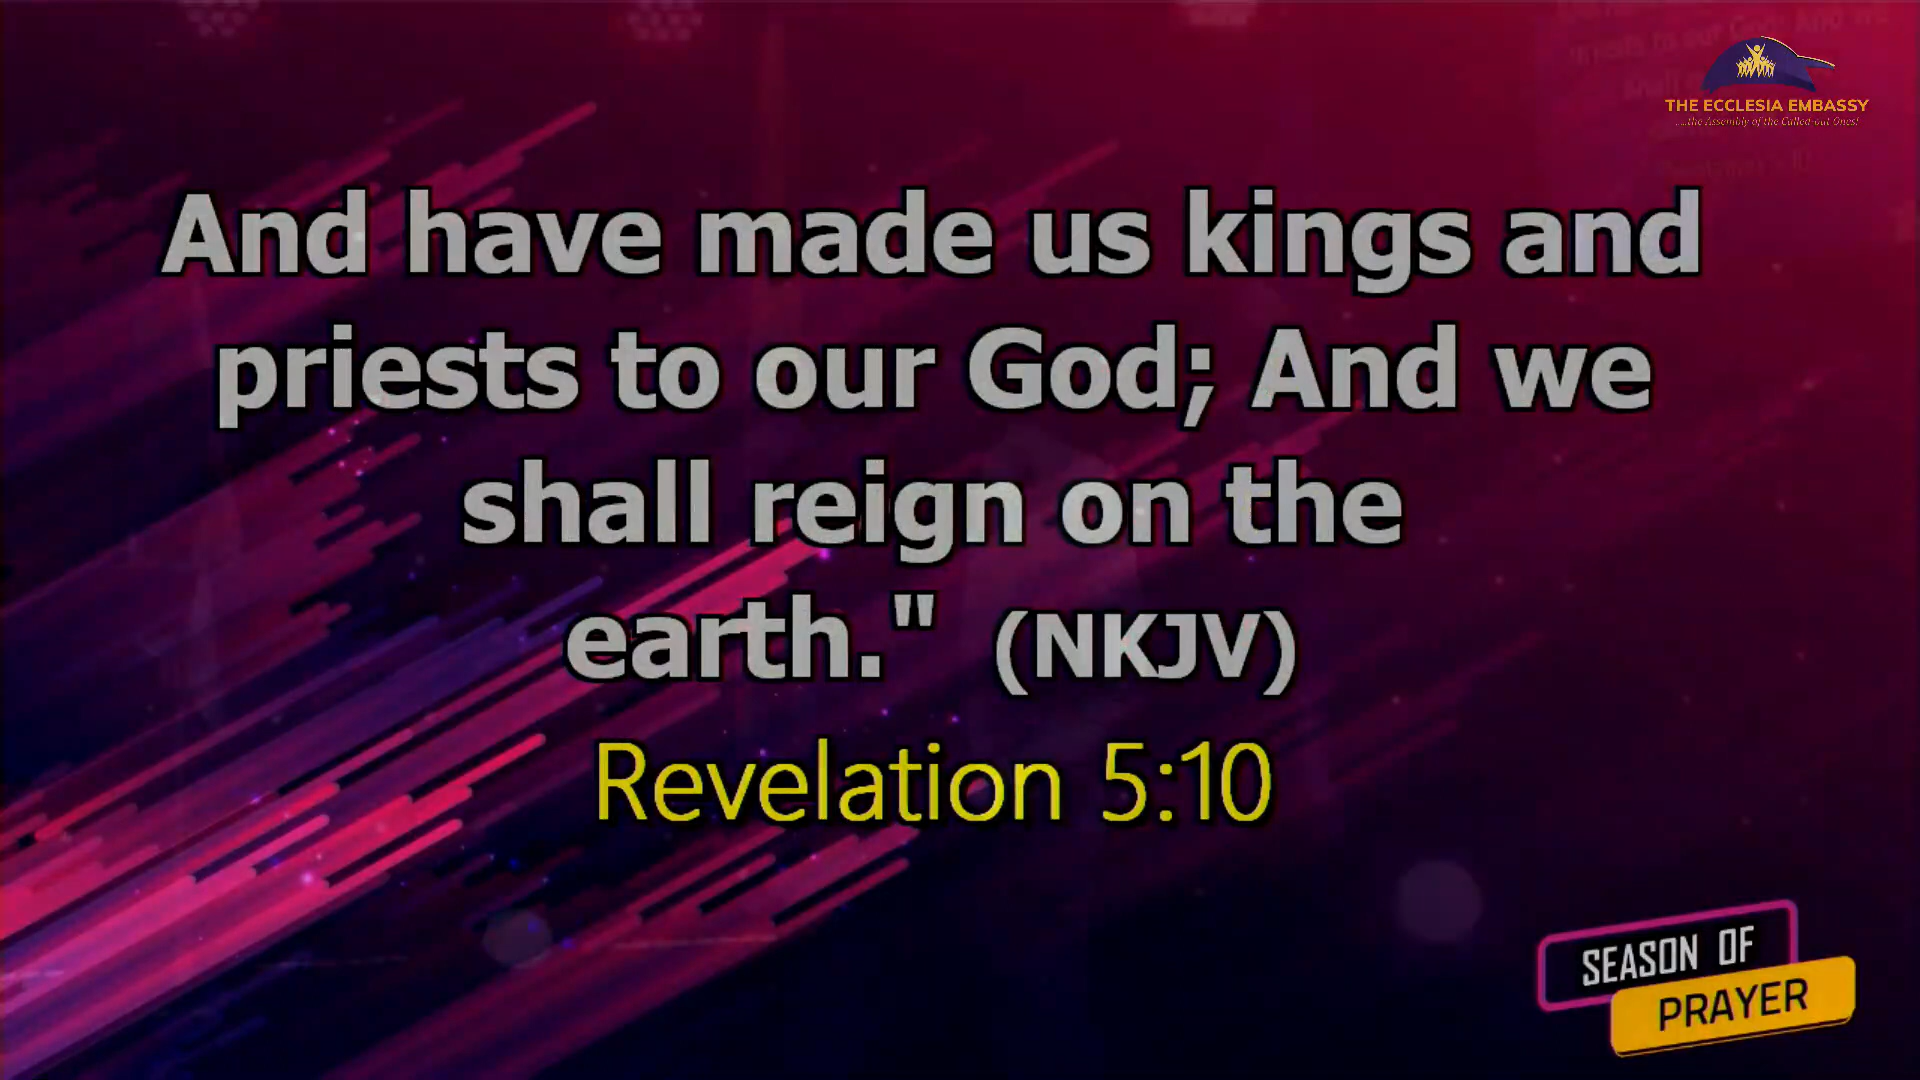 THE ECCLESIA EMBASSY
.....the Assembly of the Called-out Ones!
And have made us kings and
priests to our God; And we
shall reign on the
earth." (NKJV)
Revelation 5:10
SEASON OF
PRAYER